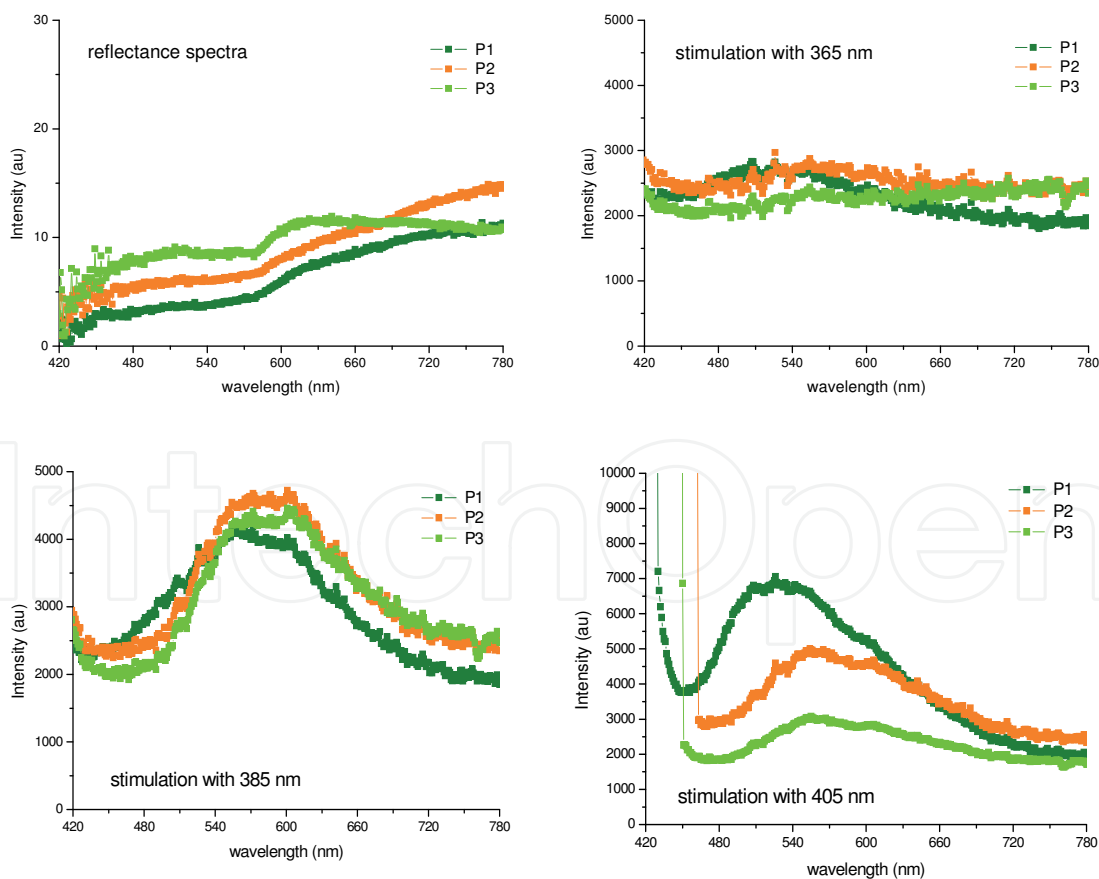 reflectance spectra
P1
P2
P3
30
20
10
0
Intensity (au)
420 480 540 600 660 720 780
wavelength (nm)
stimulation with 365 nm
P1
P2
P3
5000
4000
3000
2000
1000
0
Intensity (au)
420 480 540 600 660 720 780
wavelength (nm)
5000
4000
3000
2000
1000
0
Intensity (au)
P1
P2
P3
stimulation with 385 nm
420 480 540 600 660 720 780
wavelength (nm)
10000
9000
8000
7000
6000
5000
4000
3000
2000
1000
0
Intensity (au)
P1
P2
P3
stimulation with 405 nm
420 480 540 600 660 720 780
wavelength (nm)
IntechOpen